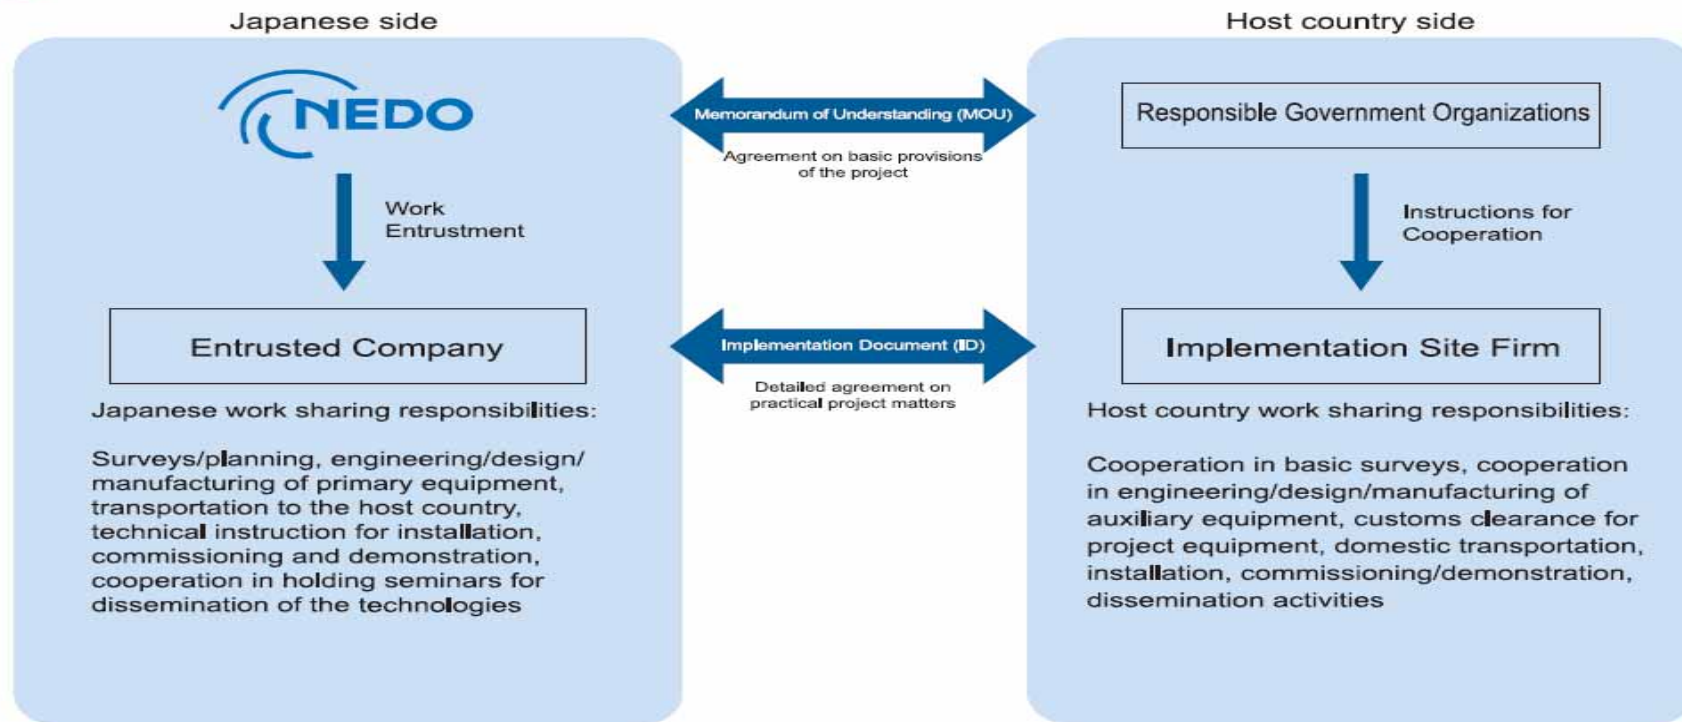 Japanese side
Host country side
NEDO
Memorandum of Understanding (MOU)
Agreement on basic provisions
of the project
Responsible Government Organizations
Work
Entrustment
Instructions for
Cooperation
Entrusted Company
Implementation Document (ID)
Detailed agreement on
practical project matters
Implementation Site Firm
Japanese work sharing responsibilities:
Surveys/planning, engineering/design/
manufacturing of primary equipment,
transportation to the host country,
technical instruction for installation,
commissioning and demonstration,
cooperation in holding seminars for
dissemination of the technologies
Host country work sharing responsibilities:
Cooperation in basic surveys, cooperation
in engineering/design/manufacturing of
auxiliary equipment, customs clearance for
project equipment, domestic transportation,
installation, commissioning/demonstration,
dissemination activities